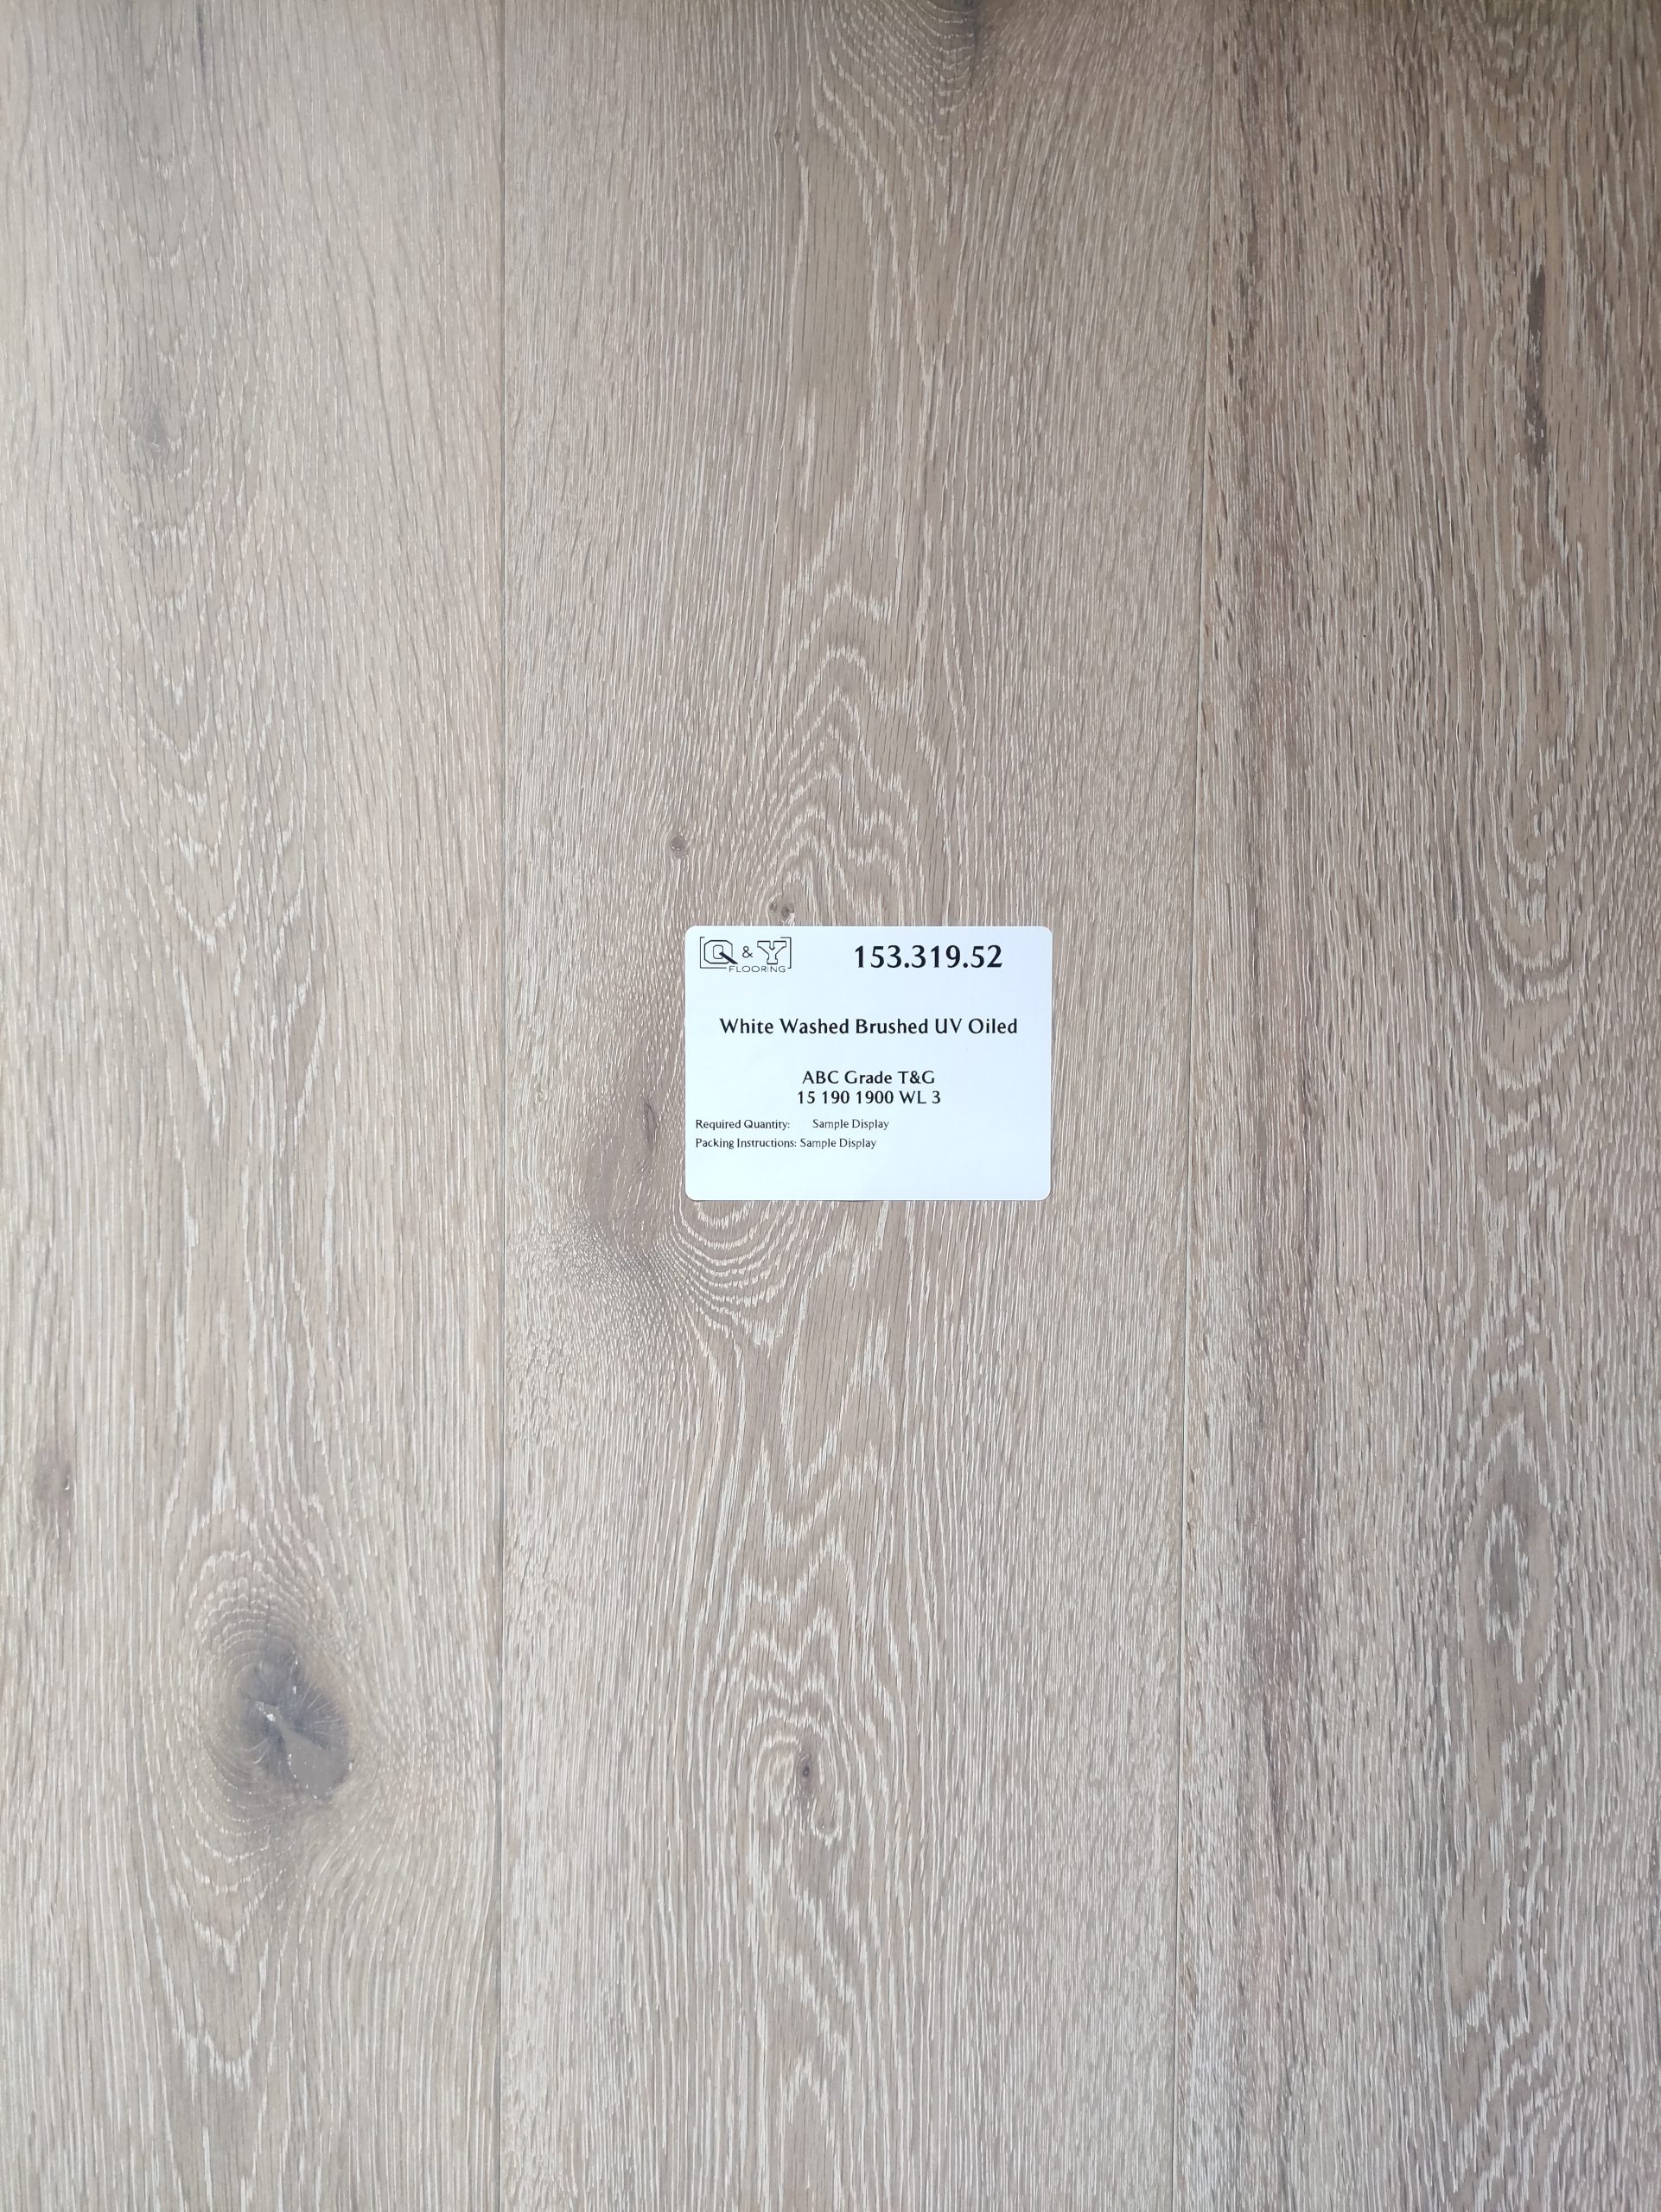 Q & Y 153.319.52
FLOORING
White Washed Brushed UV Oiled
ABC Grade T&G
15 190 1900 WL 3
Required Quantity: Sample Display
Packing Instructions: Sample Display